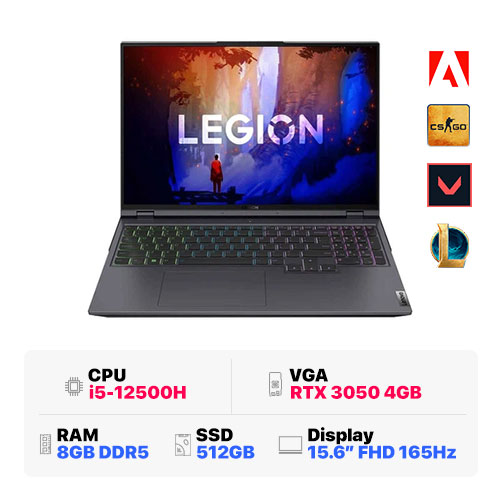 LEGION
CS GO
CPU
i5-12500H
VGA
RTX 3050 4GB
RAM
8GB DDR5
SSD
512GB
Display
15.6″ FHD 165Hz